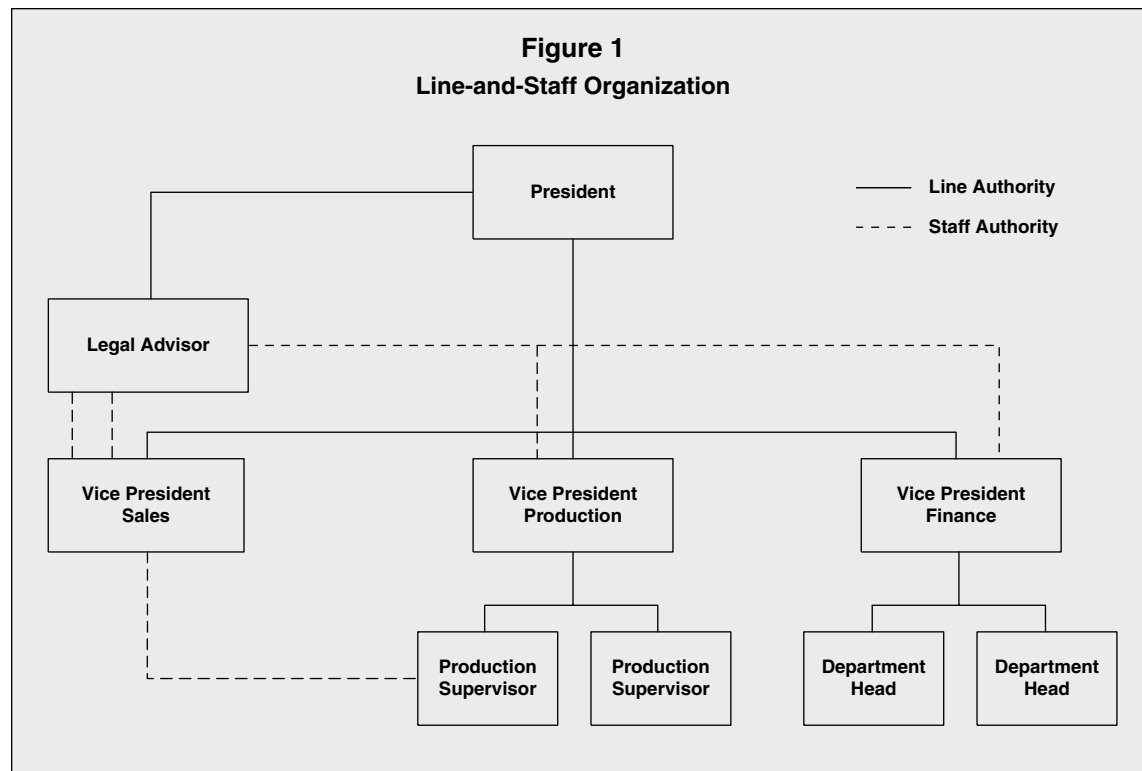 Figure 1
Line-and-Staff Organization
President
Line Authority
Staff Authority
Legal Advisor
Vice President
Sales
Vice President
Production
Vice President
Finance
Production
Supervisor
Production
Supervisor
Department
Head
Department
Head